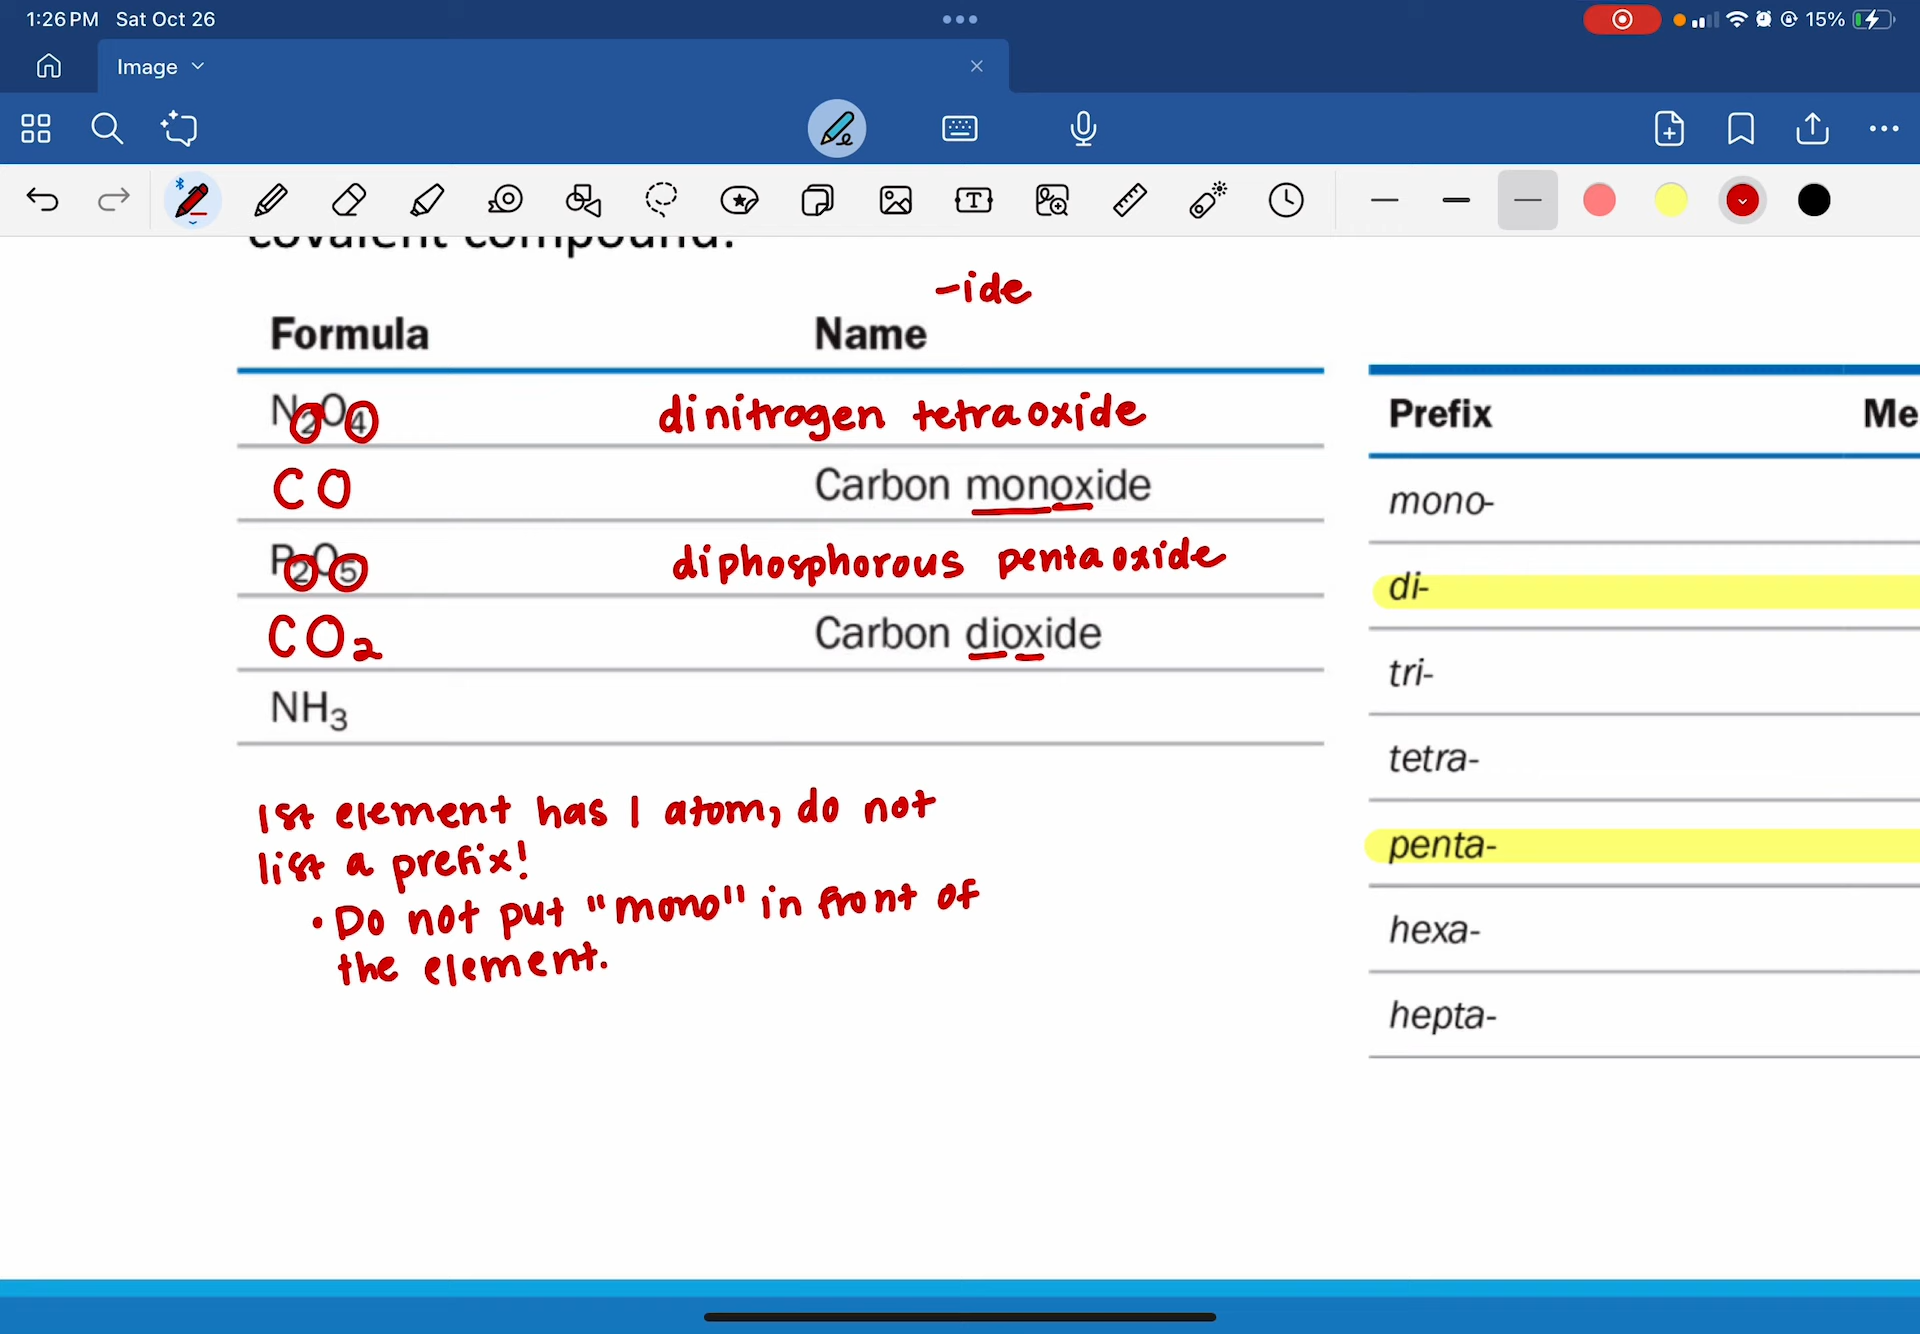 1:26 PM Sat Oct 26
15%
Image
covalent compound.
-ide
Formula Name
N2O4 dinitrogen tetraoxide
CO Carbon monoxide
P2O5 diphosphorous pentaoxide
CO2 Carbon dioxide
NH3
1st element has 1 atom, do not
list a prefix!
• Do not put "mono" in front of
the element.
Prefix Me
mono-
di-
tri-
tetra-
penta-
hexa-
hepta-